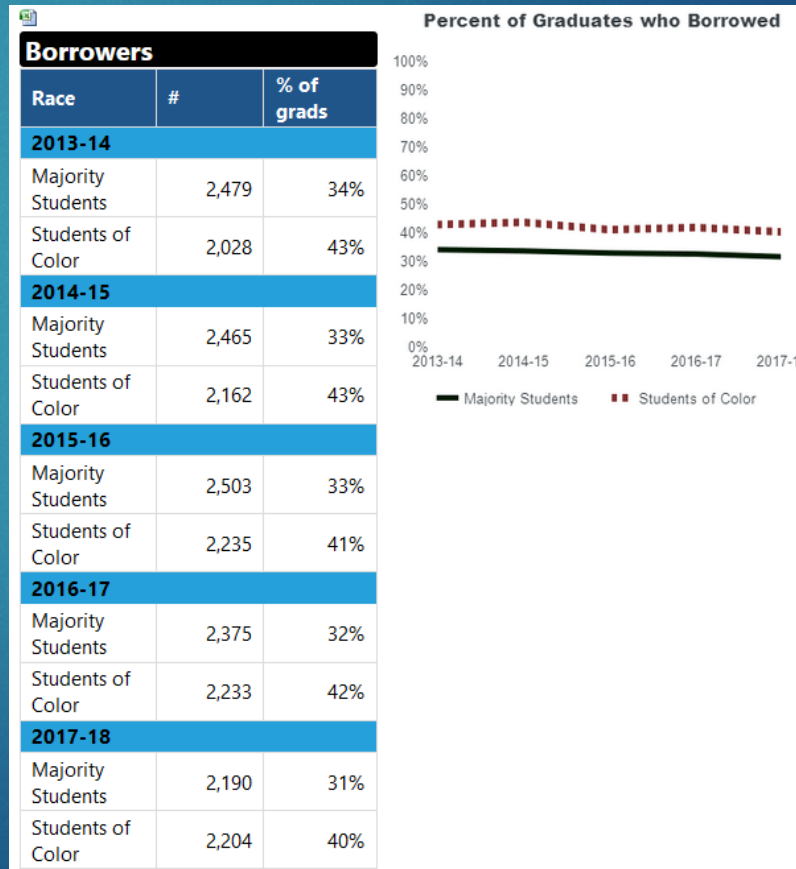 Borrowers
Race # % of
grads
2013-14
Majority
Students 2,479 34%
Students of
Color 2,028 43%
2014-15
Majority
Students 2,465 33%
Students of
Color 2,162 43%
2015-16
Majority
Students 2,503 33%
Students of
Color 2,235 41%
2016-17
Majority
Students 2,375 32%
Students of
Color 2,233 42%
2017-18
Majority
Students 2,190 31%
Students of
Color 2,204 40%
Percent of Graduates who Borrowed
100%
90%
80%
70%
60%
50%
40%
30%
20%
10%
0%
2013-14 2014-15 2015-16 2016-17 2017-1
Majority Students Students of Color